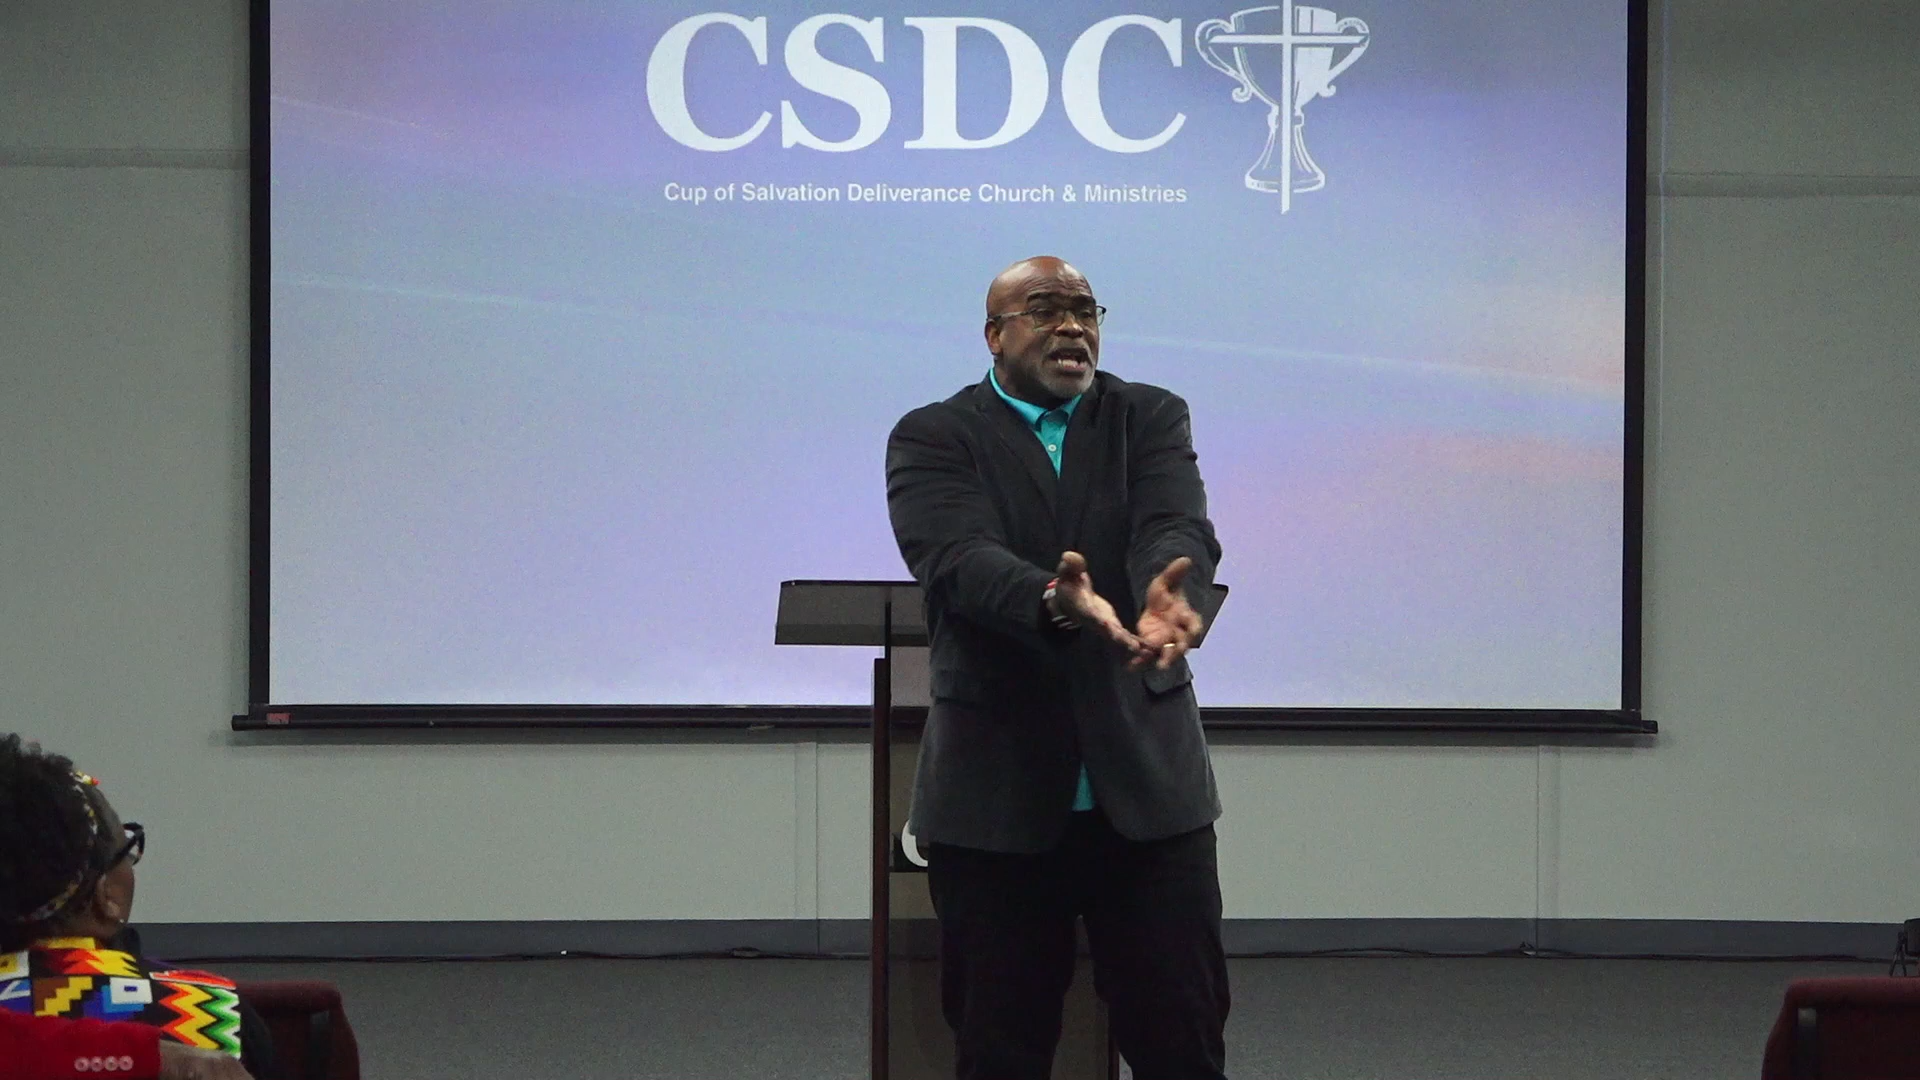 CSDC
Cup of Salvation Deliverance Church & Ministries